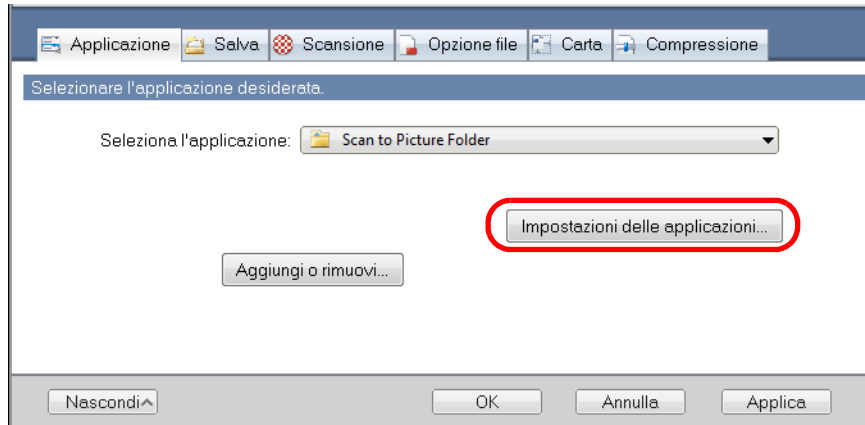 Applicazione Salva Scansione Opzione file Carta Compressione
Selezionare l'applicazione desiderata.
Seleziona l'applicazione: Scan to Picture Folder
Impostazioni delle applicazioni...
Aggiungi o rimuovi...
Nascondi OK Annulla Applica